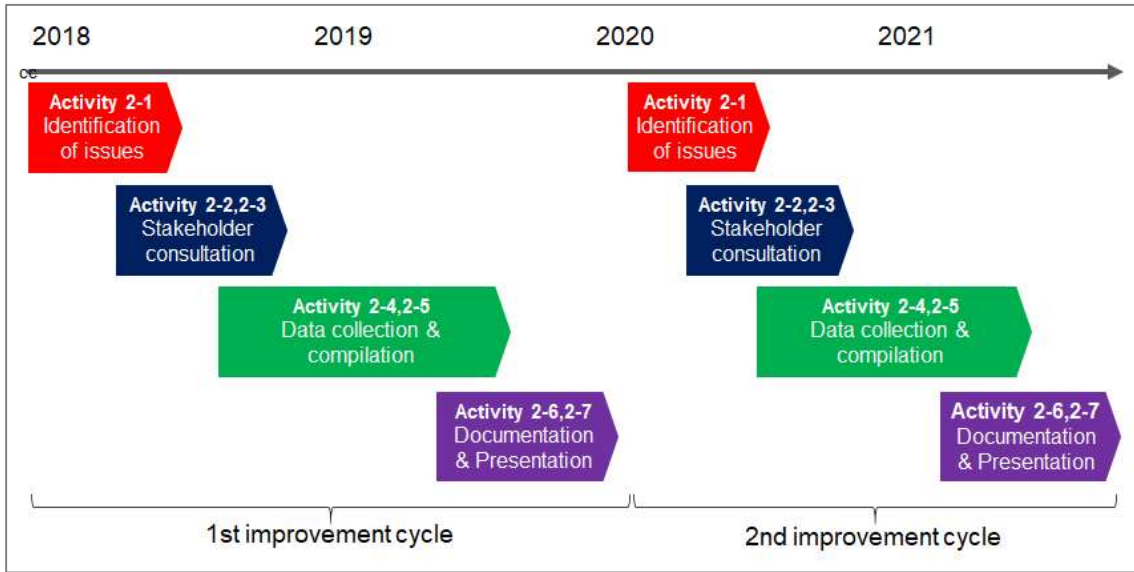 2018 2019 2020 2021
ce
Activity 2-1
Identification
of issues
Activity 2-1
Identification
of issues
Activity 2-2,2-3
Stakeholder
consultation
Activity 2-2,2-3
Stakeholder
consultation
Activity 2-4,2-5
Data collection &
compilation
Activity 2-4,2-5
Data collection &
compilation
Activity 2-6,2-7
Documentation
& Presentation
Activity 2-6,2-7
Documentation
& Presentation
1st improvement cycle
2nd improvement cycle